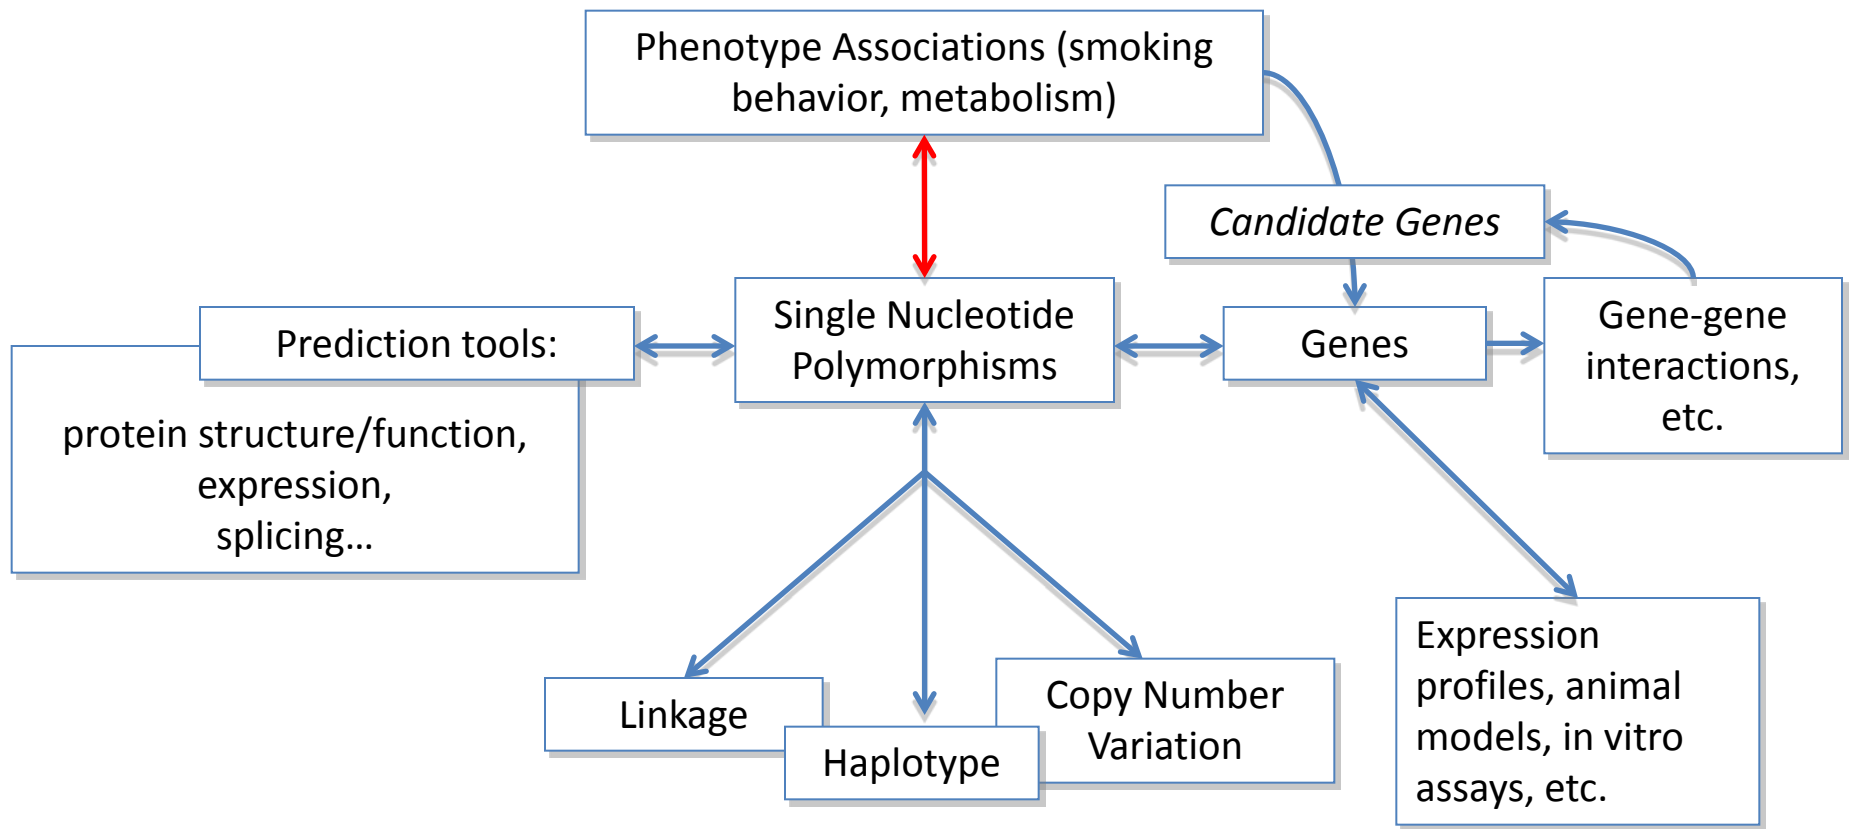 Phenotype Associations (smoking
behavior, metabolism)
Candidate Genes
Prediction tools:
protein structure/function,
expression,
splicing...
Single Nucleotide
Polymorphisms
Genes
Gene-gene
interactions,
etc.
Linkage
Haplotype
Copy Number
Variation
Expression
profiles, animal
models, in vitro
assays, etc.